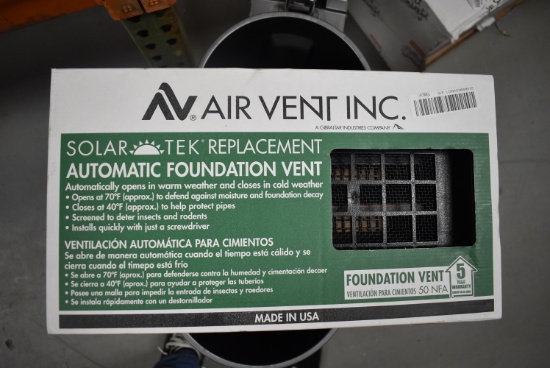 AV® AIR VENT INC.
A GIBRALTAR INDUSTRIES COMPANY
SOLAR TEK® REPLACEMENT
AUTOMATIC FOUNDATION VENT
Automatically opens in warm weather and closes in cold weather
• Opens at 70°F (approx.) to defend against moisture and foundation decay
• Closes at 40°F (approx.) to help protect pipes
• Screened to deter insects and rodents
• Installs quickly with just a screwdriver
VENTILACIÓN AUTOMÁTICA PARA CIMIENTOS
Se abre de manera automática cuando el tiempo está cálido y se
cierra cuando el timepo está frío
• Se abre a 70°F (approx.) para defenderse contra la humedad y cimentación decaer
• Se cierra a 40°F (approx.) para ayudar a proteger las tuberías
• Posee una malla para impedir la entrada de insectos y roedores
• Se instala rápidamente con un destornillador
FOUNDATION VENT
VENTILACIÓN PARA CIMIENTOS 50 NFA
5
YEAR
WARRANTY
MADE IN USA